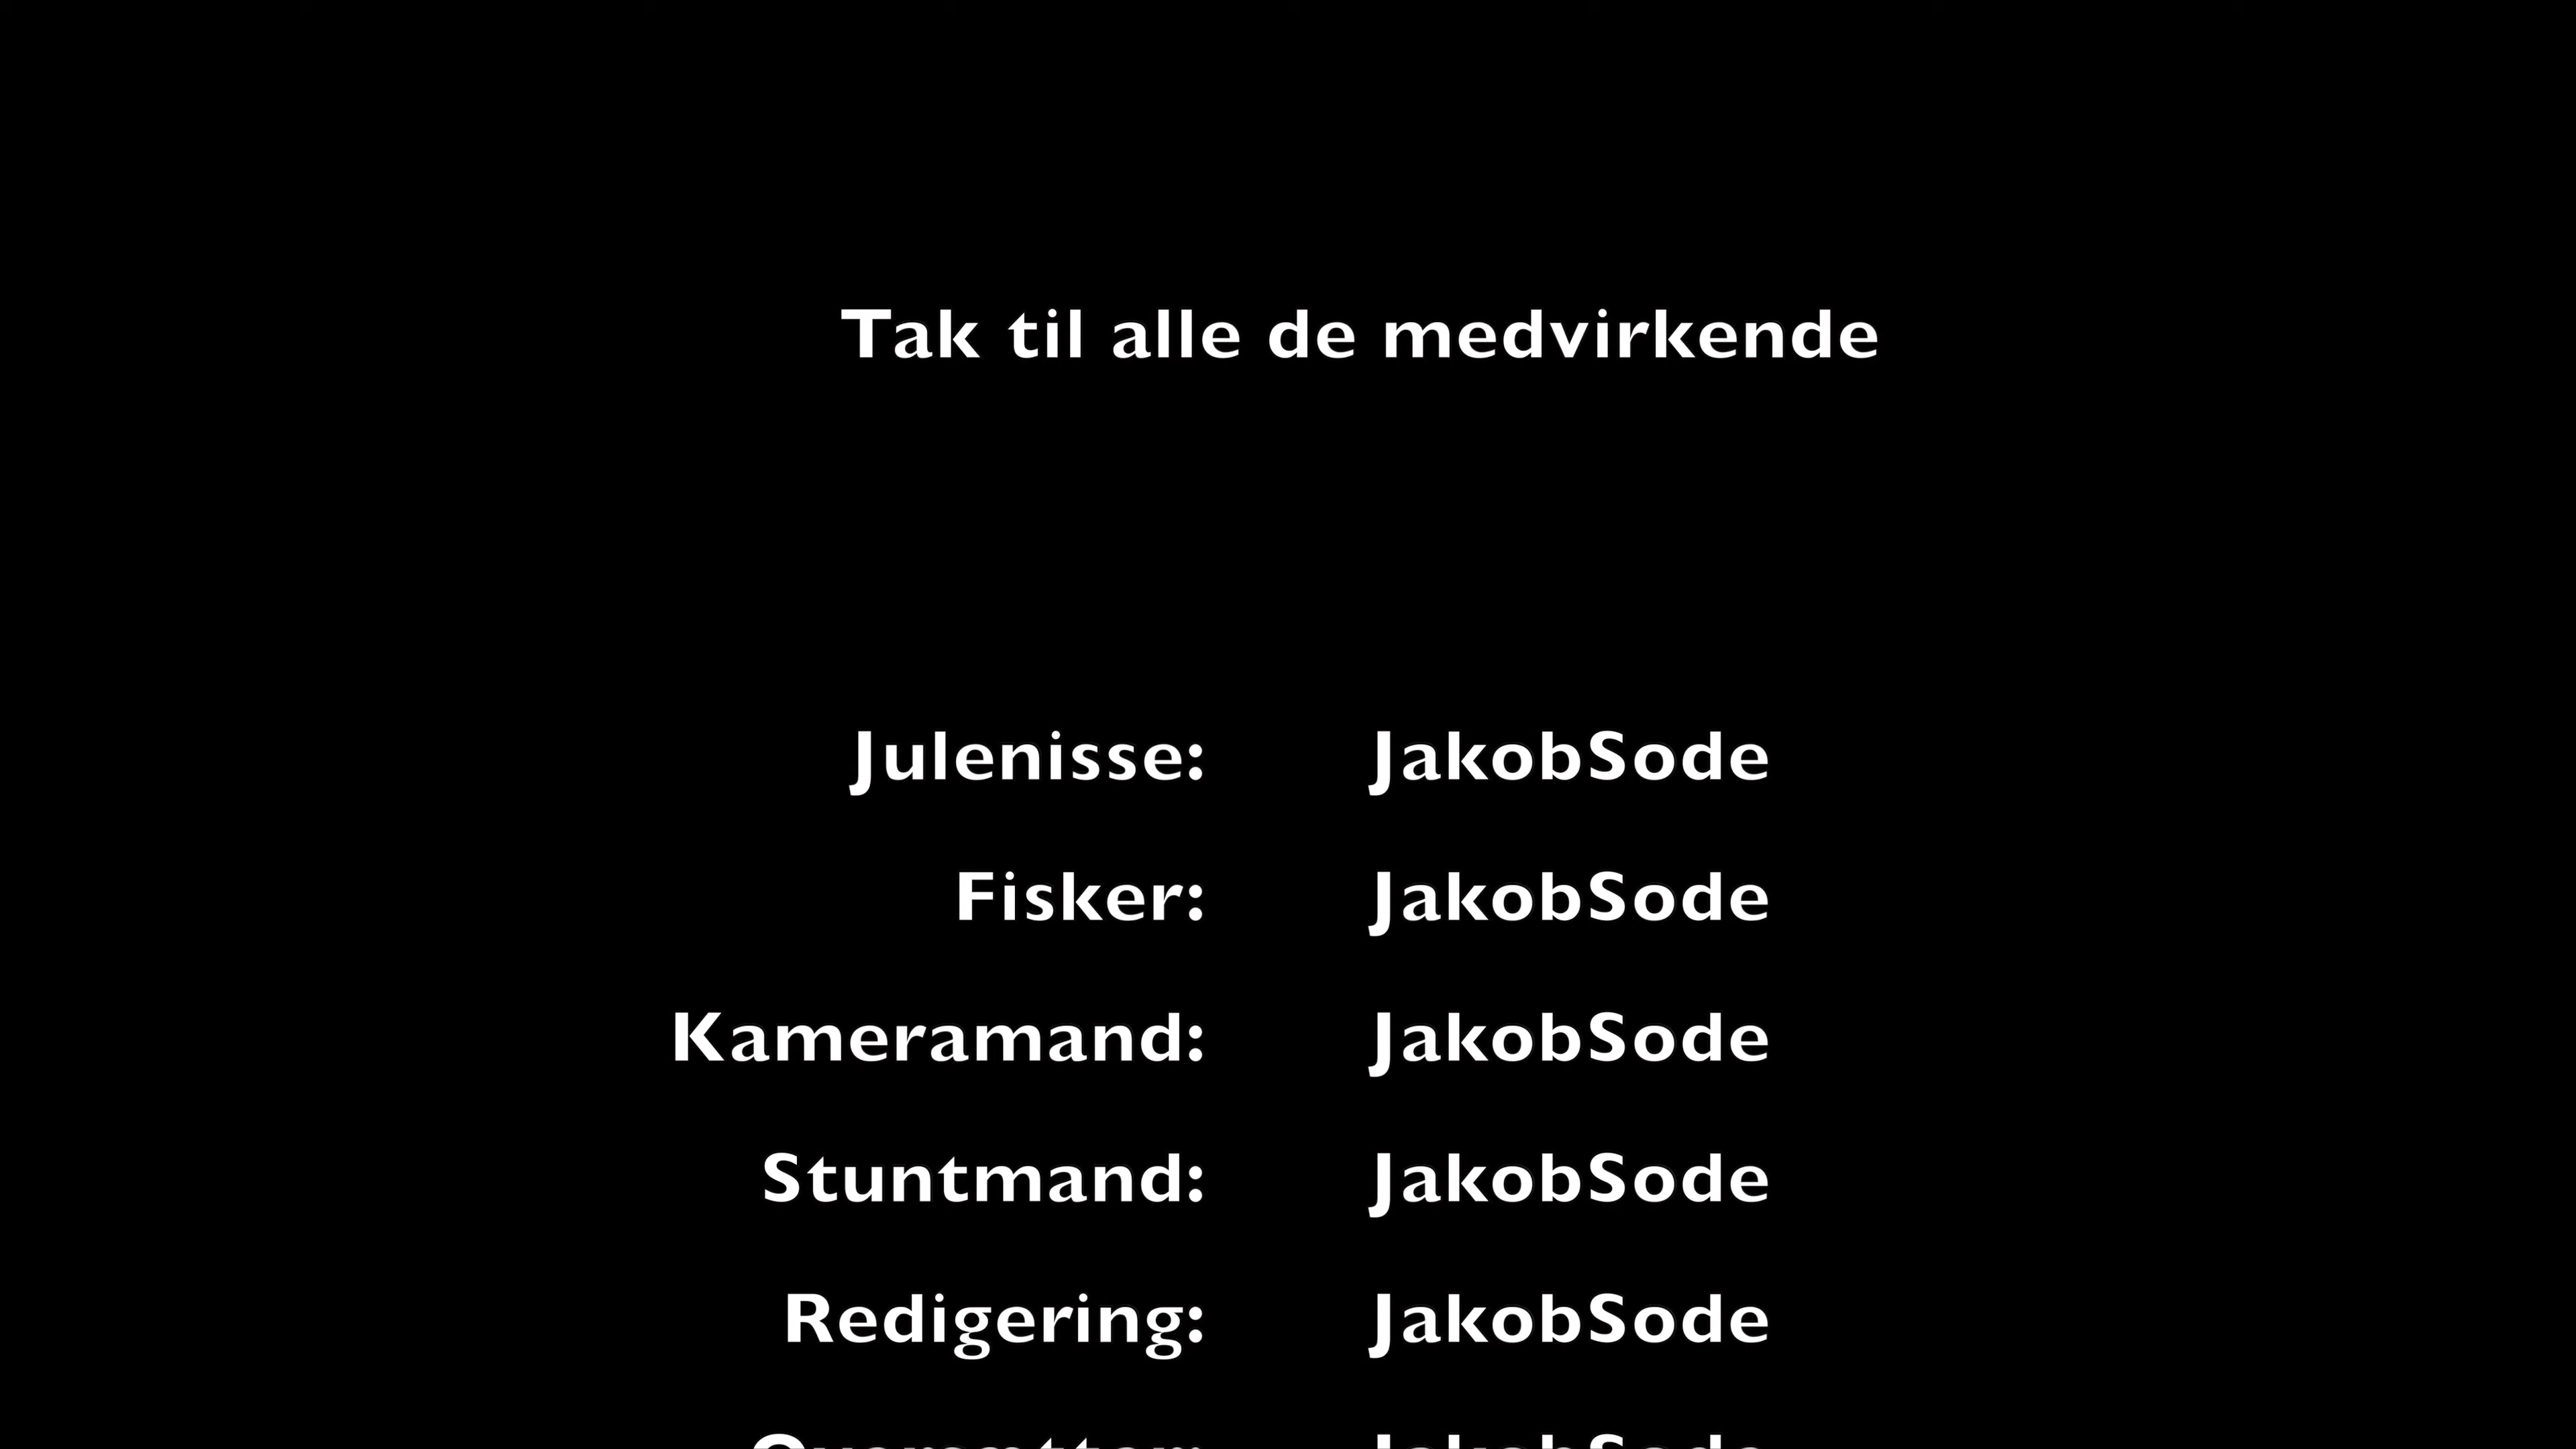 Tak til alle de medvirkende
Julenisse: JakobSode
Fisker: JakobSode
Kameramand: JakobSode
Stuntmand: JakobSode
Redigering: JakobSode